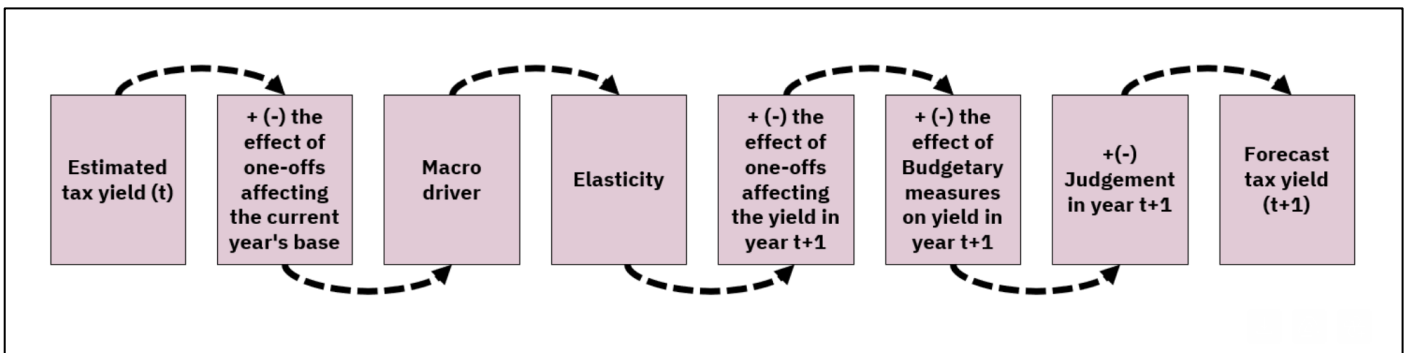 Estimated
tax yield (t)
+ (-) the
effect of
one-offs
affecting
the current
year's base
Macro
driver
Elasticity
+ (-) the
effect of
one-offs
affecting
the yield in
year t+1
+ (-) the
effect of
Budgetary
measures
on yield in
year t+1
+(-)
Judgement
in year t+1
Forecast
tax yield
(t+1)